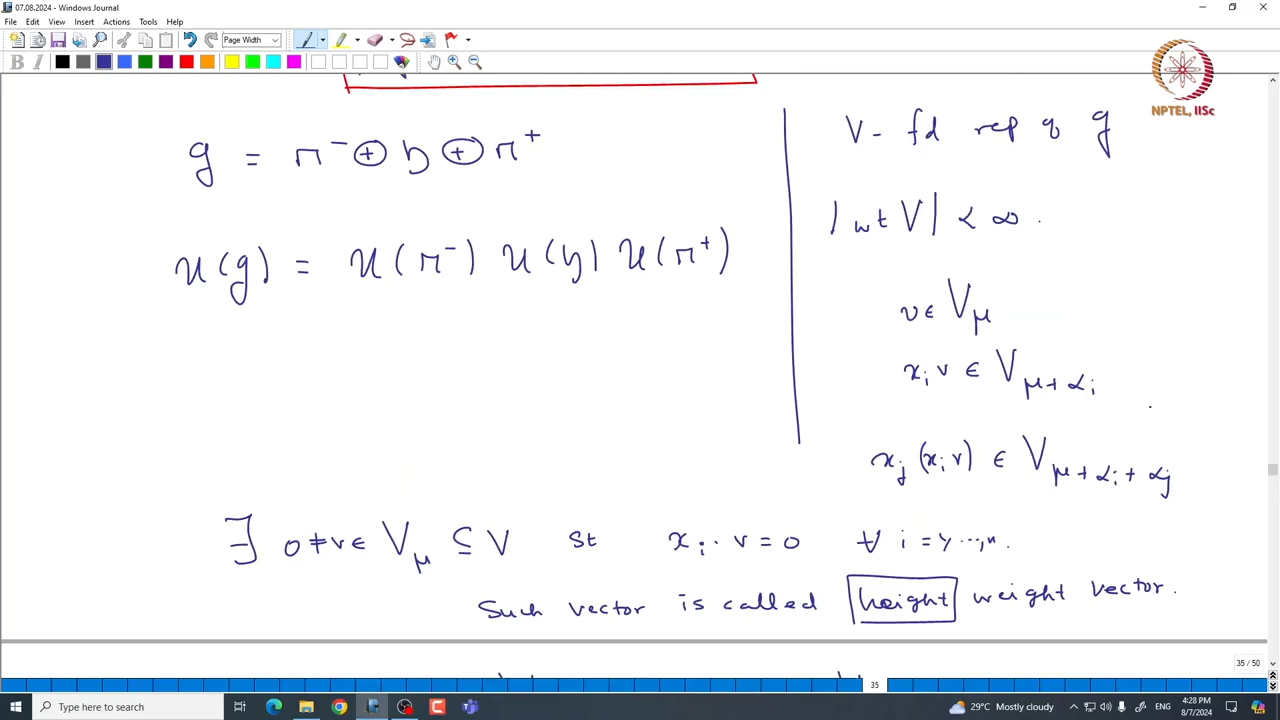 07.08.2024 - Windows Journal
File Edit View Insert Actions Tools Help
Page Width
B I
NPTEL, IISc
g = n⁻ ⊕ h ⊕ n⁺
U(g) = U(n⁻) U(h) U(n⁺)
V - fd rep of g
|wt V| < ∞.
v ∈ V_μ
x_i v ∈ V_{μ+α_i}
x_j (x_i v) ∈ V_{μ+α_i+α_j}
∃ 0≠v ∈ V_μ ⊆ V st x_i . v = 0 ∀ i = 1, ..., n.
Such vector is called height weight vector.
35 / 50
35
Type here to search
29°C Mostly cloudy
4:28 PM
8/7/2024